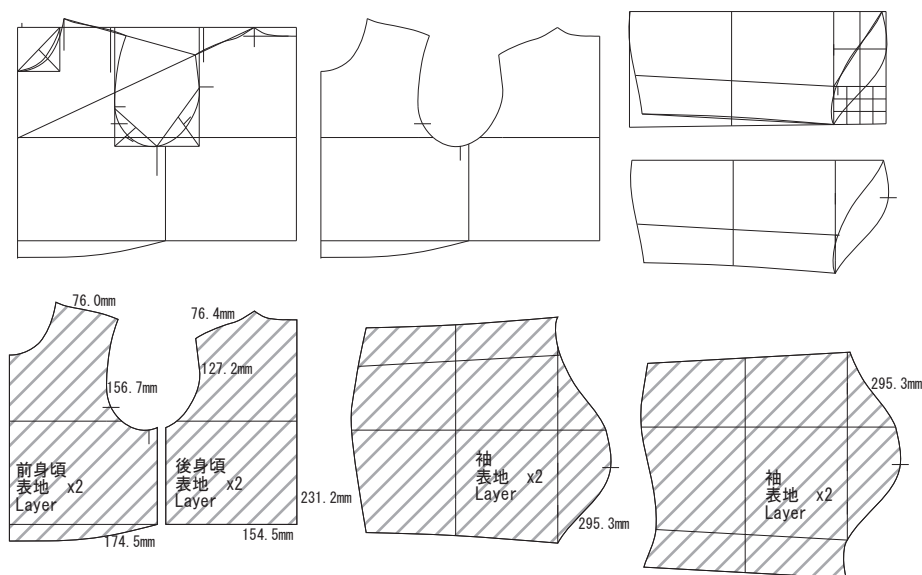 76.0mm
76.4mm
156.7mm
127.2mm
前身頃
表地 x2
Layer
後身頃
表地 x2
Layer
174.5mm
154.5mm
231.2mm
袖
表地 x2
Layer
295.3mm
295.3mm
袖
表地 x2
Layer